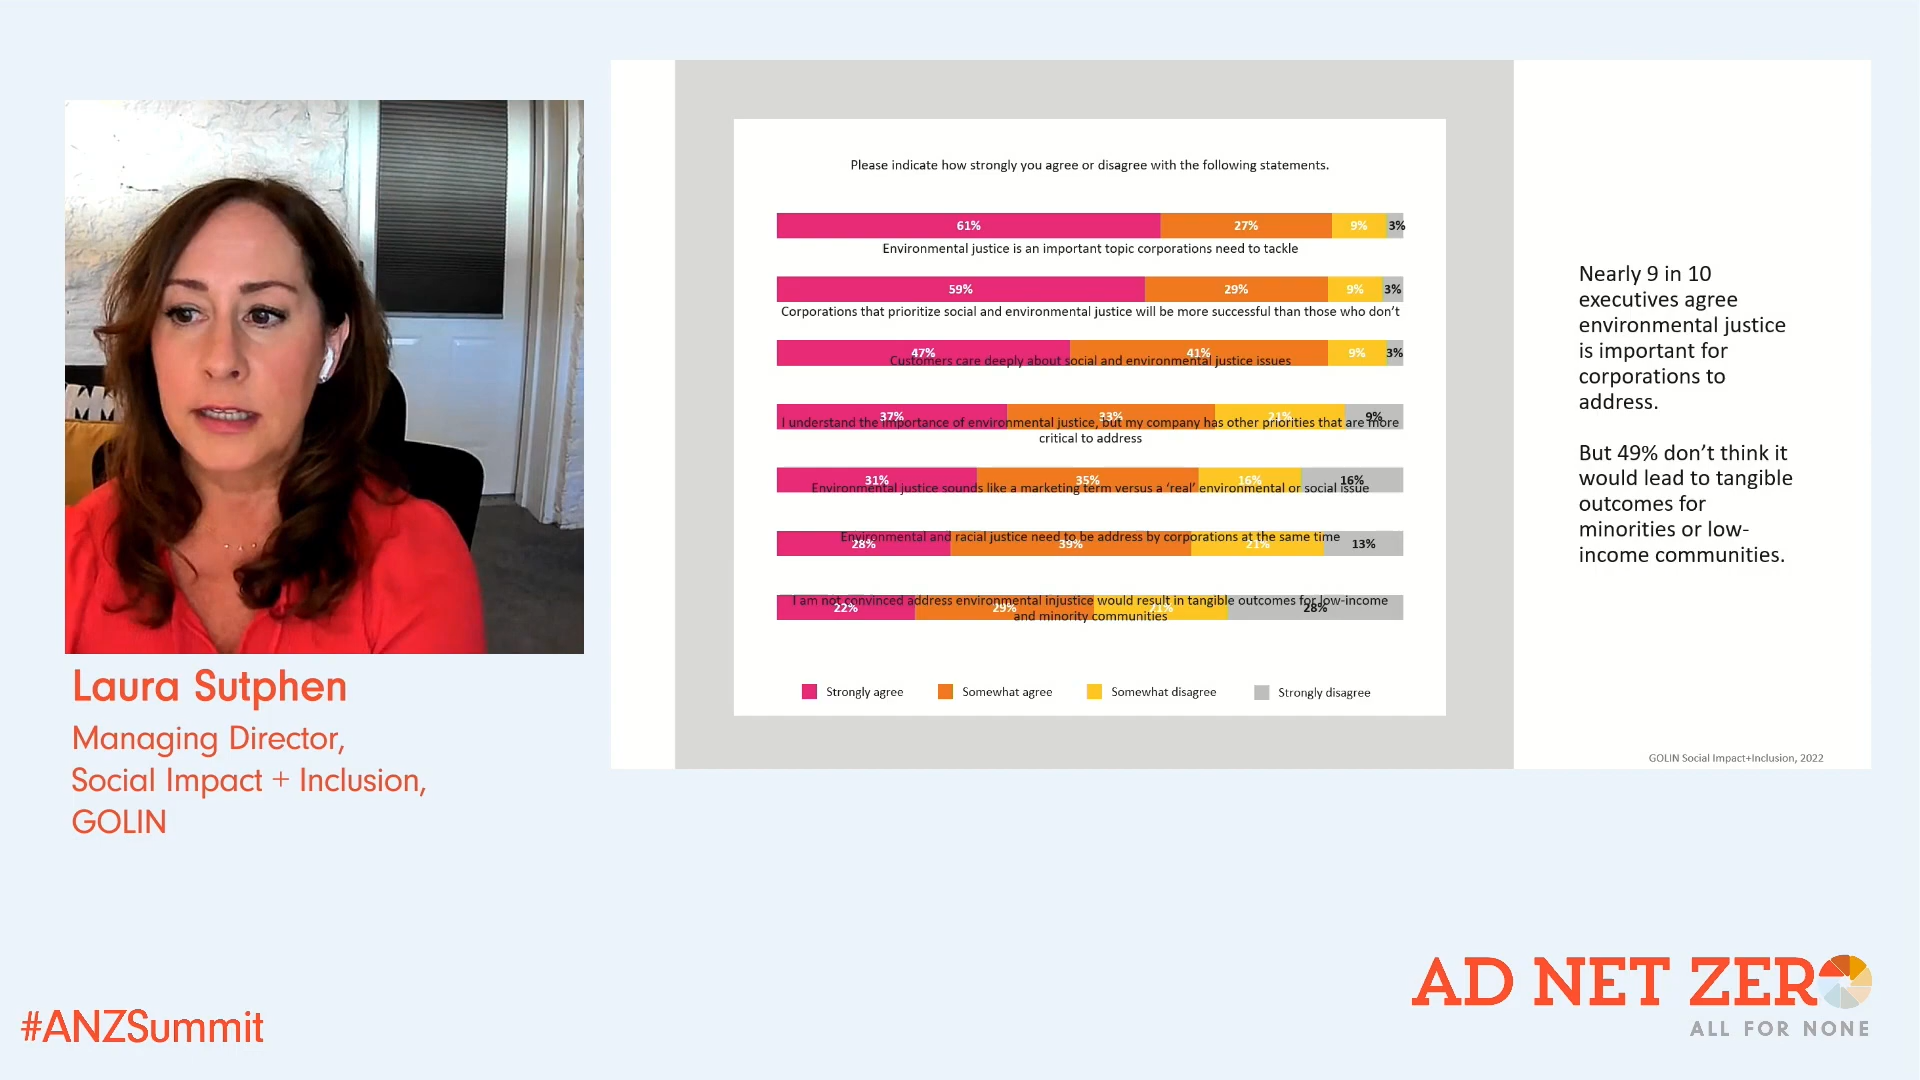 Please indicate how strongly you agree or disagree with the following statements.
61% 27% 9% 3%
Environmental justice is an important topic corporations need to tackle
59% 29% 9% 3%
Corporations that prioritize social and environmental justice will be more successful than those who don’t
47% 41% 9% 3%
Customers care deeply about social and environmental justice issues
37% 33% 21% 9%
I understand the importance of environmental justice, but my company has other priorities that are more
critical to address
31% 35% 16% 16%
Environmental justice sounds like a marketing term versus a ‘real’ environmental or social issue
Environmental and racial justice need to be address by corporations at the same time
28% 39% 21% 13%
I am not convinced address environmental injustice would result in tangible outcomes for low-income
22% 29% 21% 28%
and minority communities
Strongly agree Somewhat agree Somewhat disagree Strongly disagree
Nearly 9 in 10
executives agree
environmental justice
is important for
corporations to
address.
But 49% don’t think it
would lead to tangible
outcomes for
minorities or low-
income communities.
GOLIN Social Impact+Inclusion, 2022
Laura Sutphen
Managing Director,
Social Impact + Inclusion,
GOLIN
#ANZSummit
AD NET ZERO
ALL FOR NONE